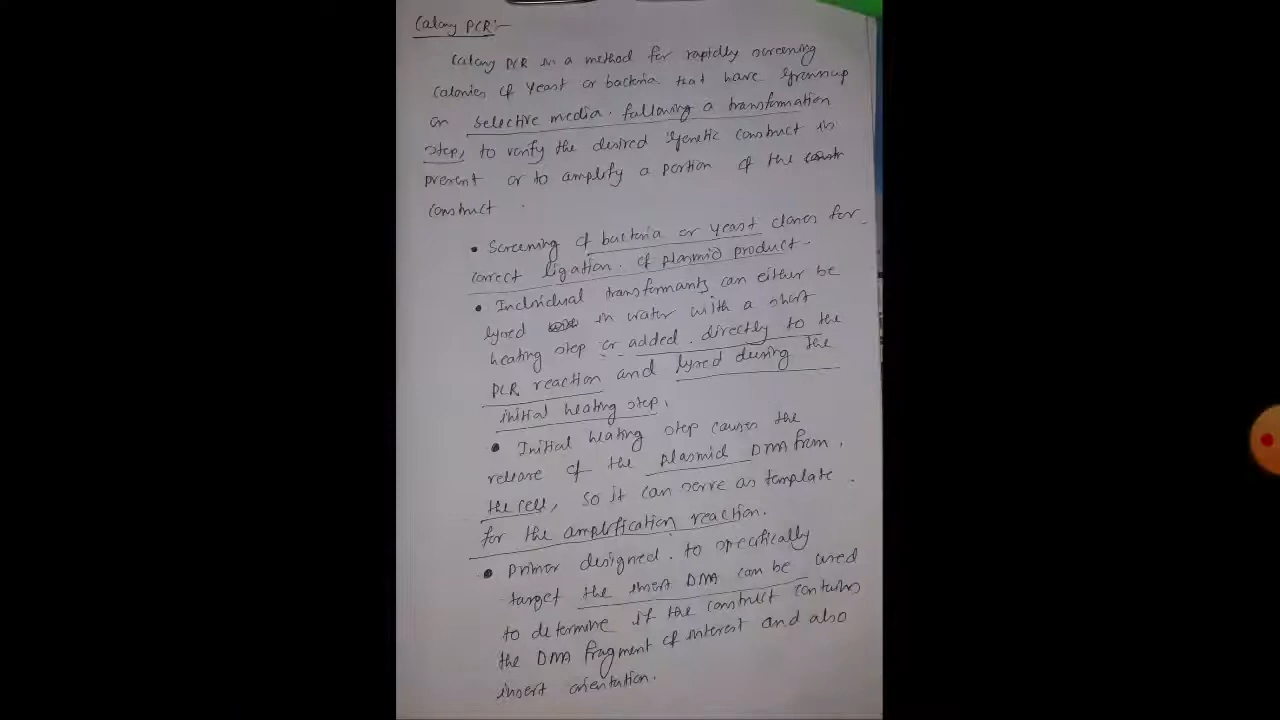 Calony PCR:-
Calony PCR is a method for rapidly screening
calonies of yeast or bacteria that have grownup
on selective media. following a transformation
step, to verify the desired genetic construct is
present or to amplify a portion of the
construct.
• Screening of bacteria or yeast clones for
correct ligation. of plasmid product.
• Individual transformants can either be
lysed in water with a short
heating step or added. directly to the
PCR reaction and lysed during the
initial heating step.
• Initial heating step causes the
release of the plasmid DNA from.
the cell, so it can serve as template.
for the amplification reaction.
• Primer designed. to specifically
target the insert DNA can be used
to determine if the construct contains
the DNA fragment of interest and also
insert orientation.